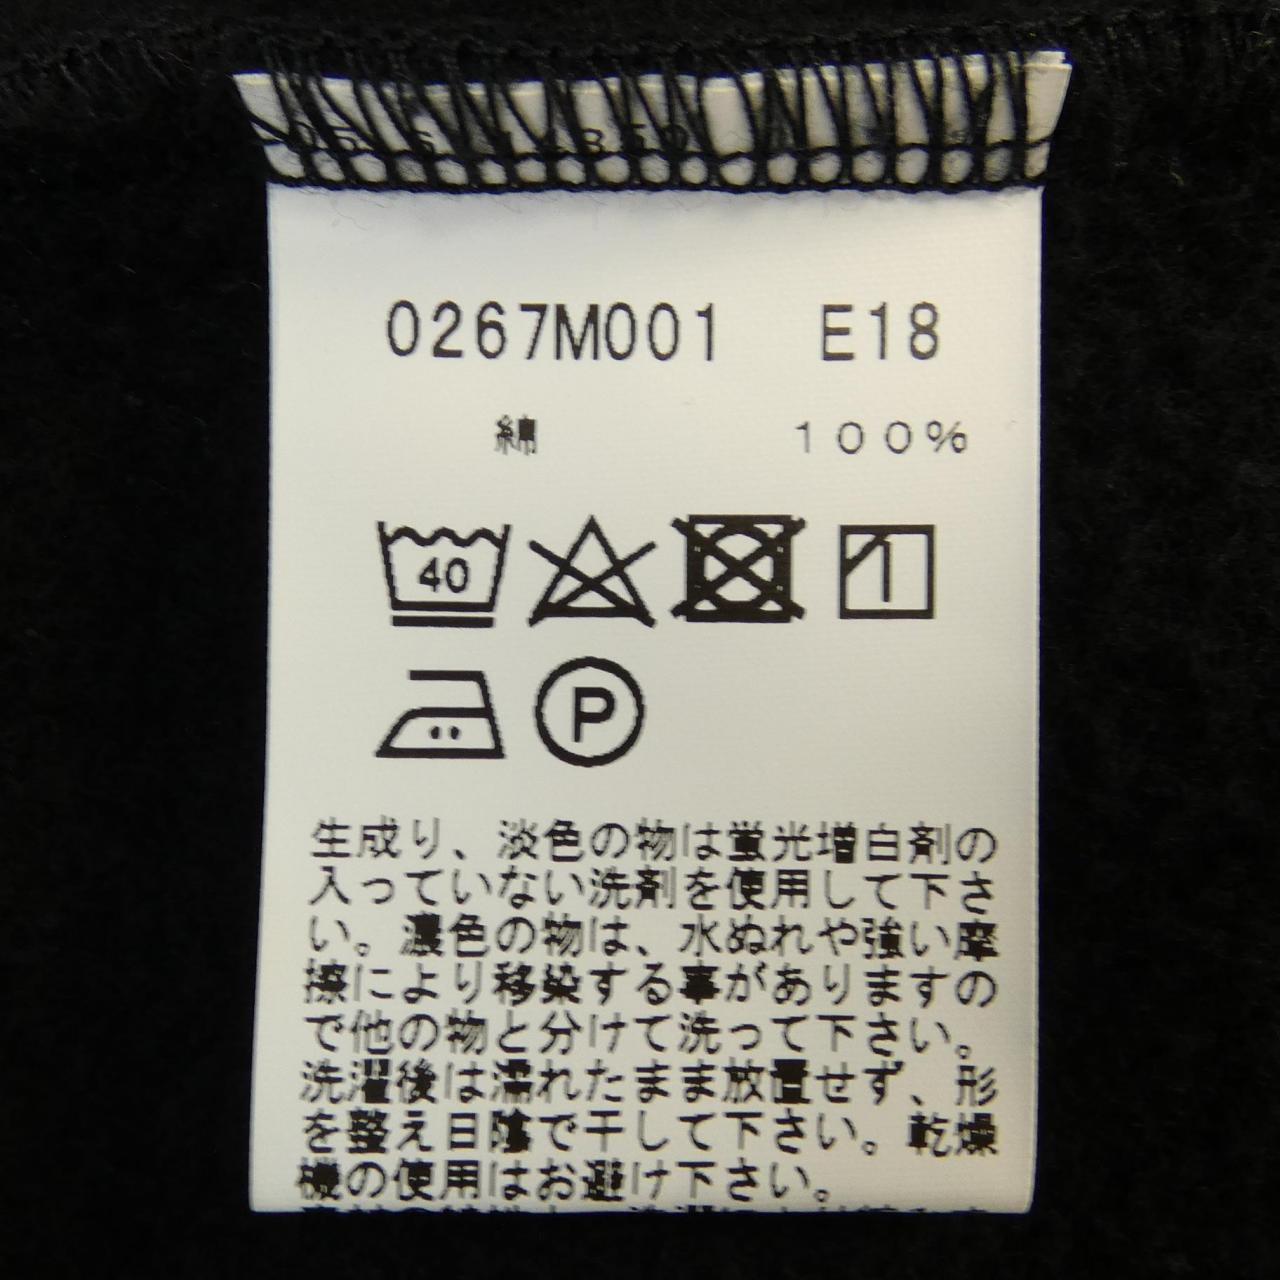 0267M001 E18
綿 100%
40
P
生成り、淡色の物は蛍光増白剤の
入っていない洗剤を使用して下さ
い。濃色の物は、水ぬれや強い摩
擦により移染する事がありますの
で他の物と分けて洗って下さい。
洗濯後は濡れたまま放置せず、形
を整え日陰で干して下さい。乾燥
機の使用はお避け下さい。